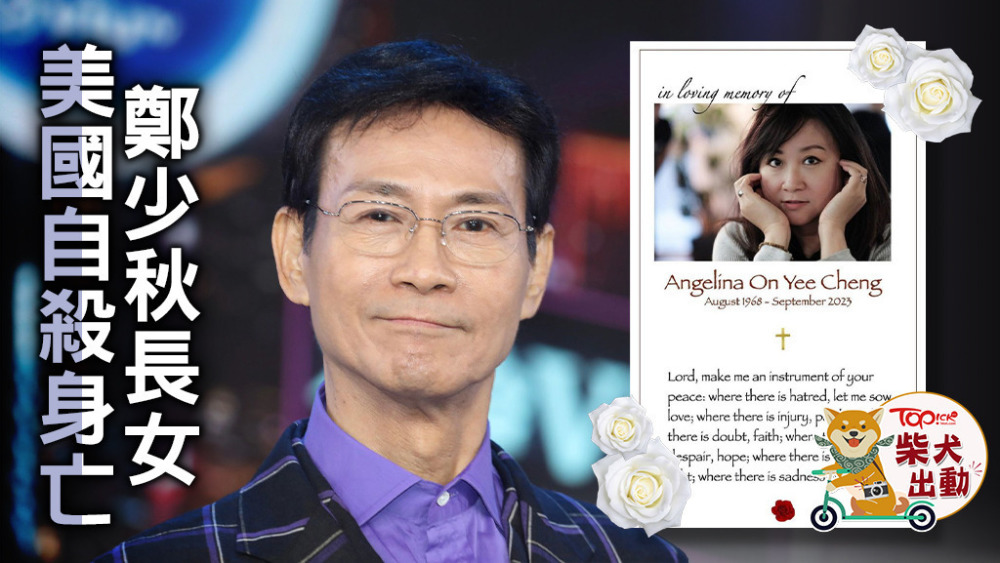 鄭少秋長女
美國自殺身亡
in loving memory of
Angelina On Yee Cheng
August 1968 - September 2023
Lord, make me an instrument of your
peace: where there is hatred, let me sow
love; where there is injury, p
there is doubt, faith; wher
espair, hope; where there is
t; where there is sadness
TOPick
柴犬
出動